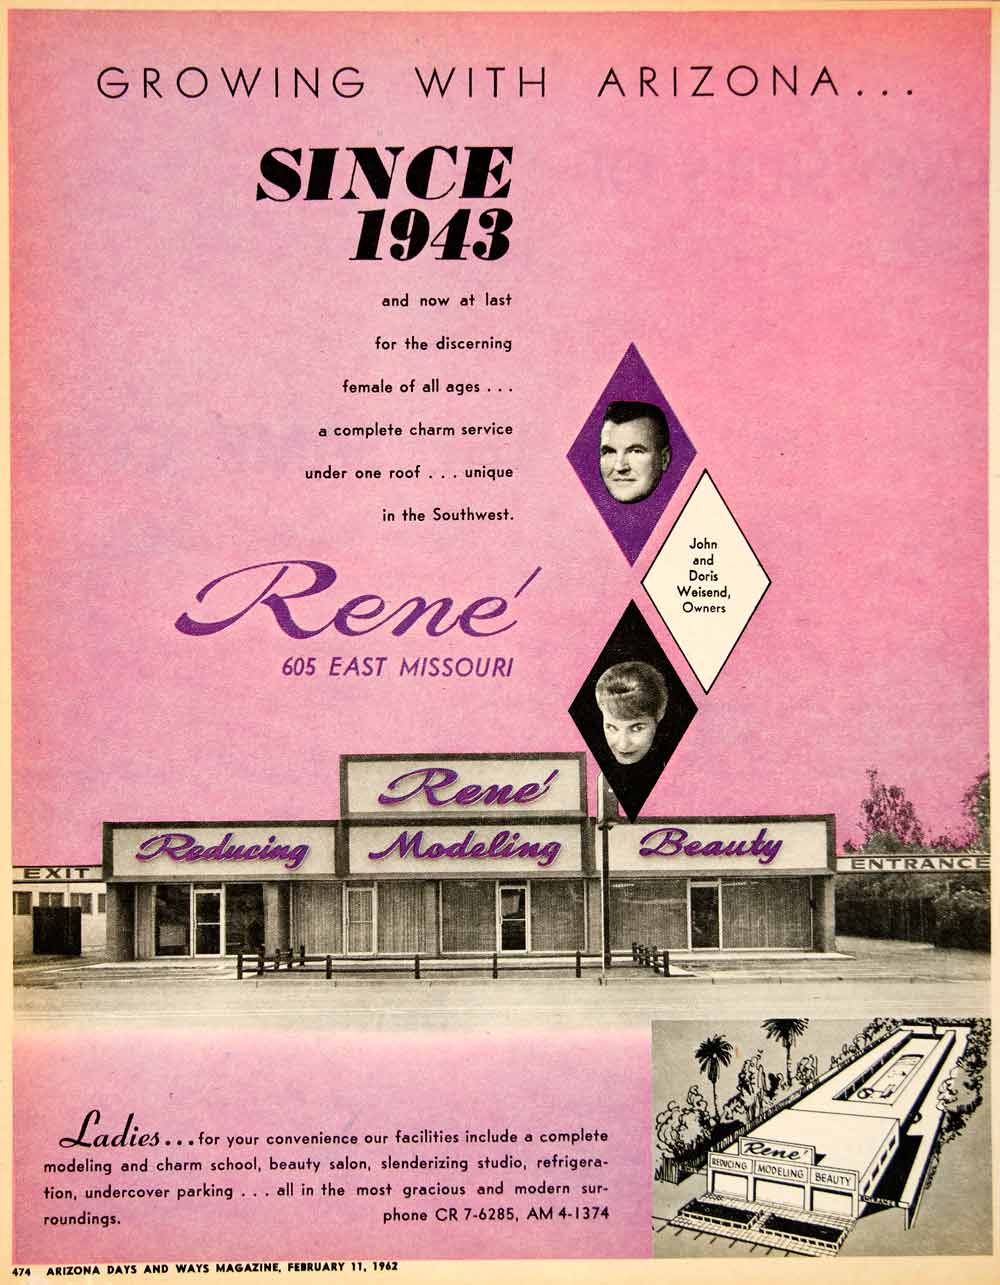 GROWING WITH ARIZONA...
SINCE
1943
and now at last
for the discerning
female of all ages . . .
a complete charm service
under one roof . . . unique
in the Southwest.
René
605 EAST MISSOURI
John
and
Doris
Weisend,
Owners
René
Reducing Modeling Beauty
EXIT
ENTRANCE
Ladies...for your convenience our facilities include a complete
modeling and charm school, beauty salon, slenderizing studio, refrigera-
tion, undercover parking . . . all in the most gracious and modern sur-
roundings. phone CR 7-6285, AM 4-1374
René
REDUCING MODELING BEAUTY
ENTRANCE
474 ARIZONA DAYS AND WAYS MAGAZINE, FEBRUARY 11, 1962